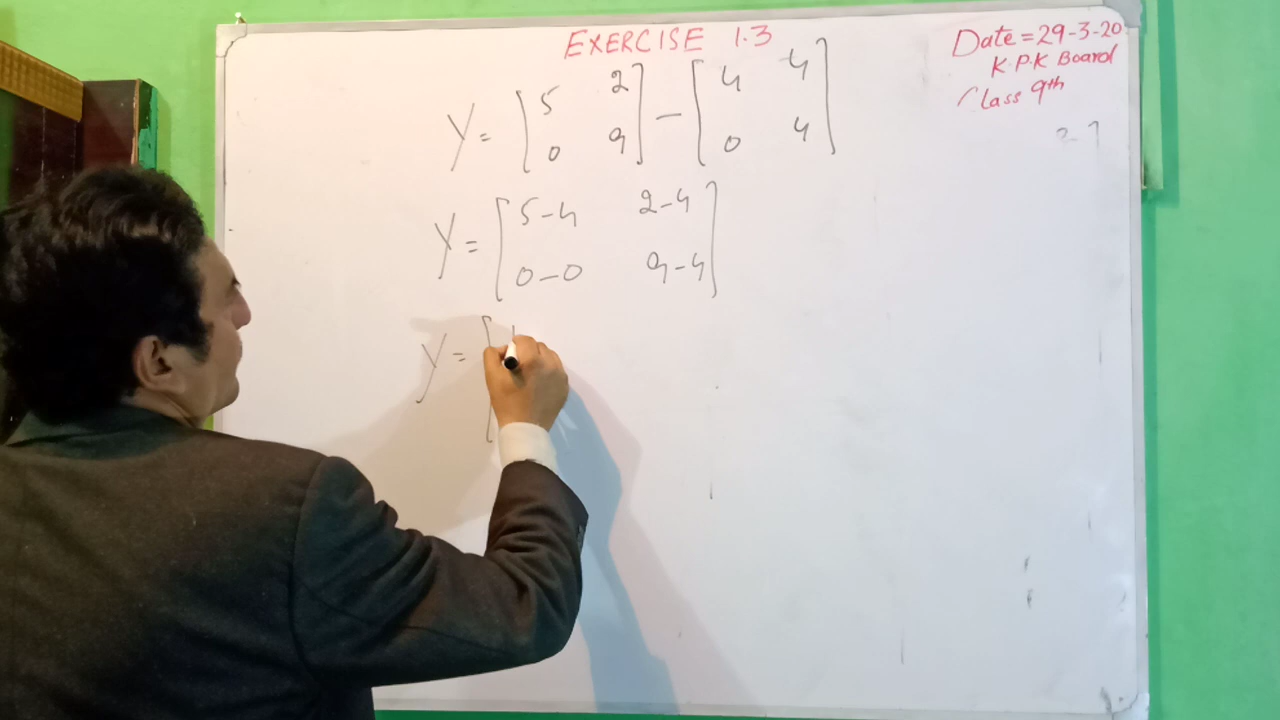 EXERCISE 1.3
Date = 29-3-20
K.P.K Board
Class 9th
Y = [ 5 2 ] - [ 4 4 ]
0 9 0 4
Y = [ 5-4 2-4 ]
0-0 9-4
Y = [ 1